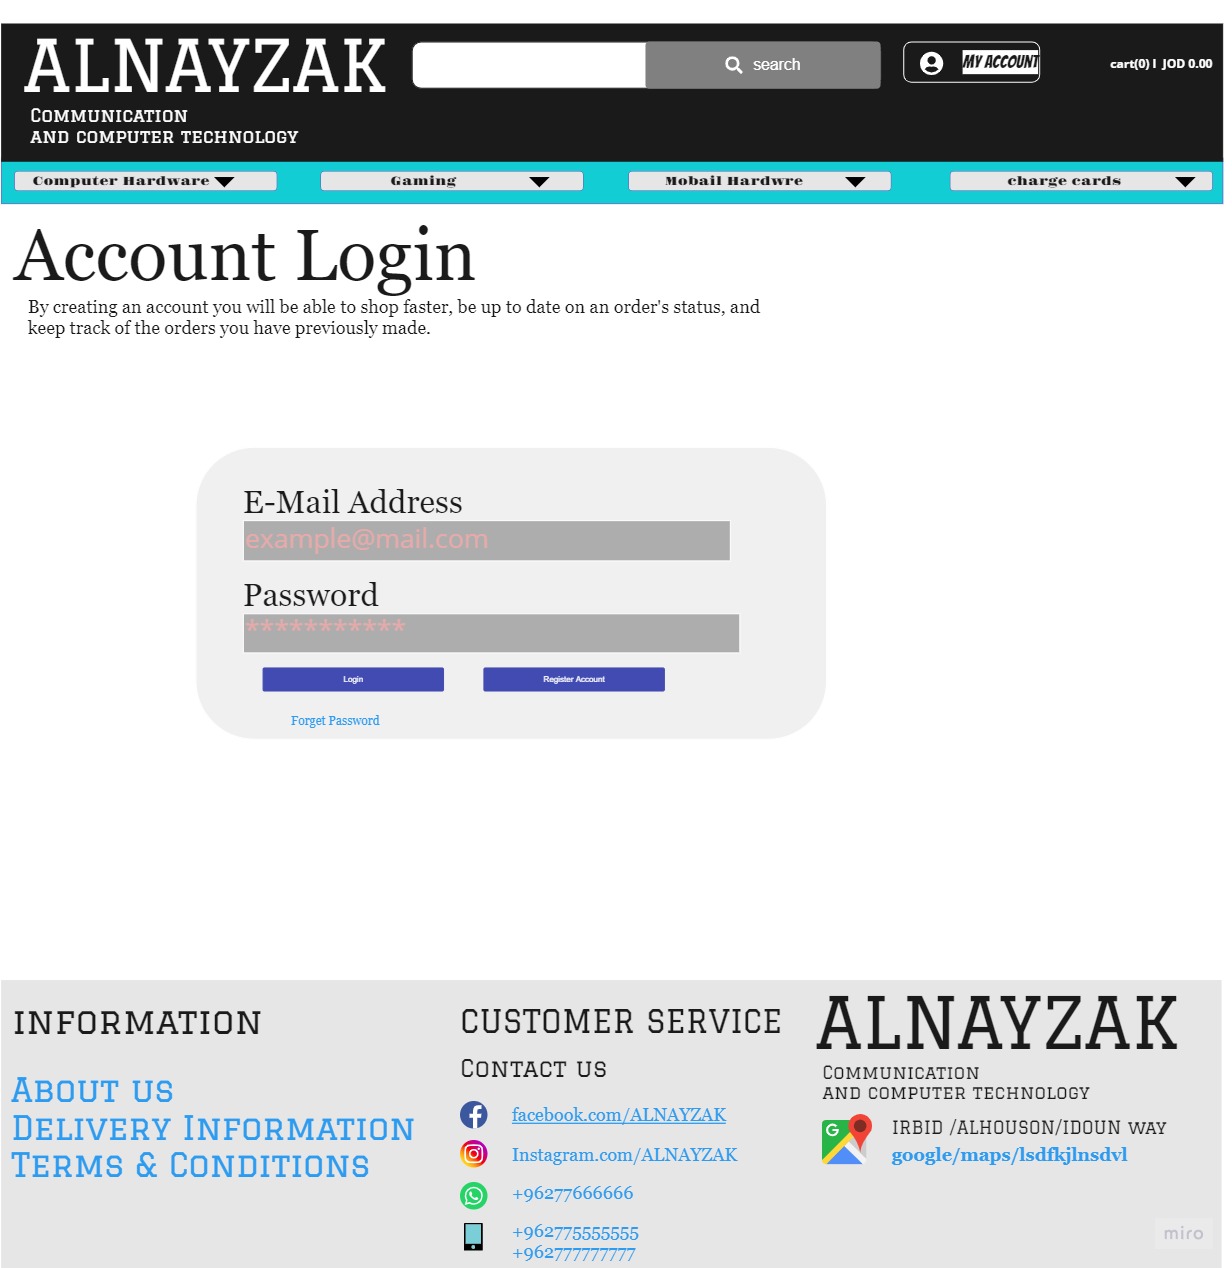 ALNAYZAK
Communication
and computer technology
search
MY ACCOUNT
cart(0) I JOD 0.00
Computer Hardware
Gaming
Mobail Hardwre
charge cards
Account Login
By creating an account you will be able to shop faster, be up to date on an order's status, and
keep track of the orders you have previously made.
E-Mail Address
example@mail.com
Password
***********
Login
Register Account
Forget Password
INFORMATION
About us
Delivery Information
Terms & Conditions
CUSTOMER SERVICE
Contact us
facebook.com/ALNAYZAK
Instagram.com/ALNAYZAK
+96277666666
+962775555555
+962777777777
ALNAYZAK
Communication
and computer technology
G
IRBID /ALHOUSON/IDOUN way
google/maps/lsdfkjlnsdvl
miro